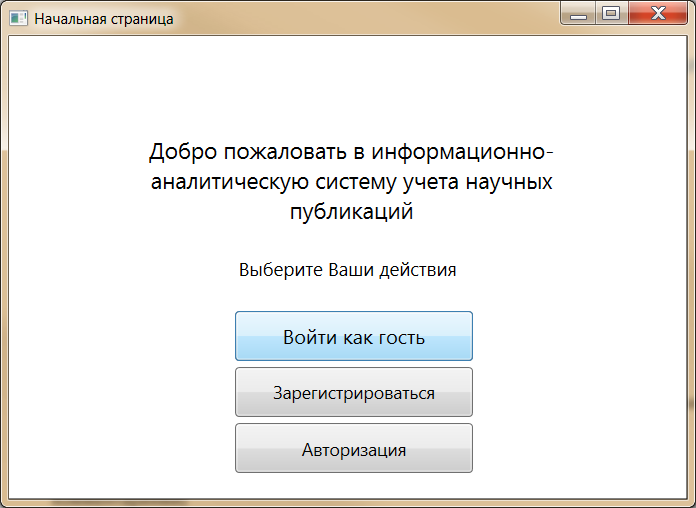 Начальная страница
Добро пожаловать в информационно-
аналитическую систему учета научных
публикаций
Выберите Ваши действия
Войти как гость
Зарегистрироваться
Авторизация